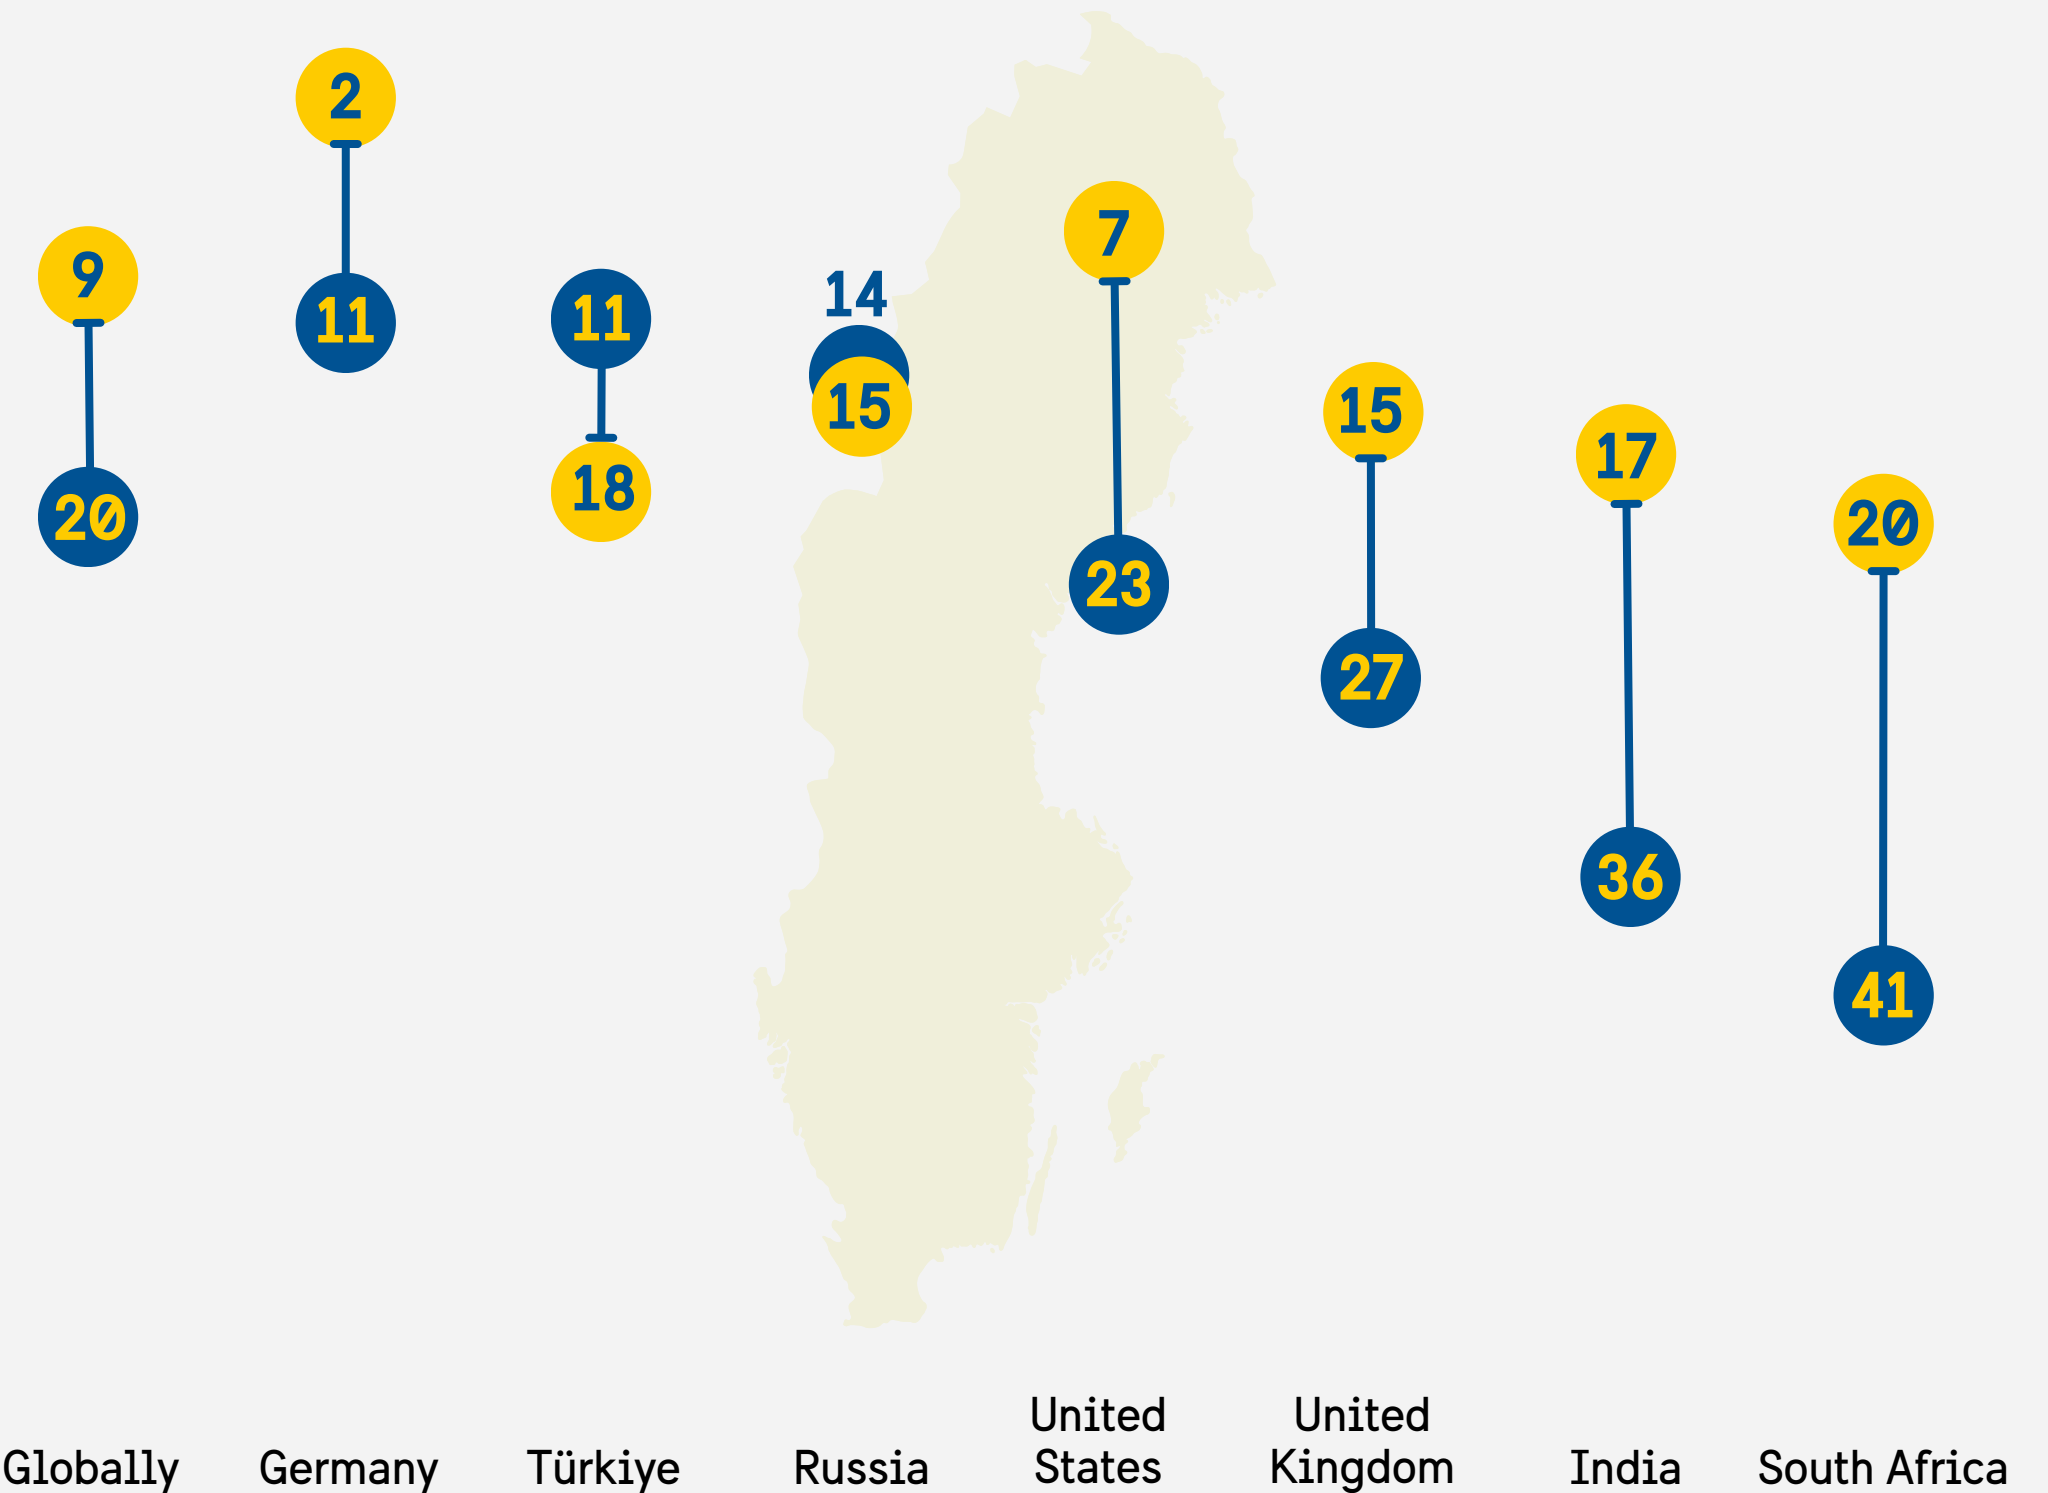 2
7
9
14
11
11
15
15
17
18
20
20
23
27
36
41
United
United
Globally
Germany
Türkiye
Russia
States
Kingdom
India
South Africa